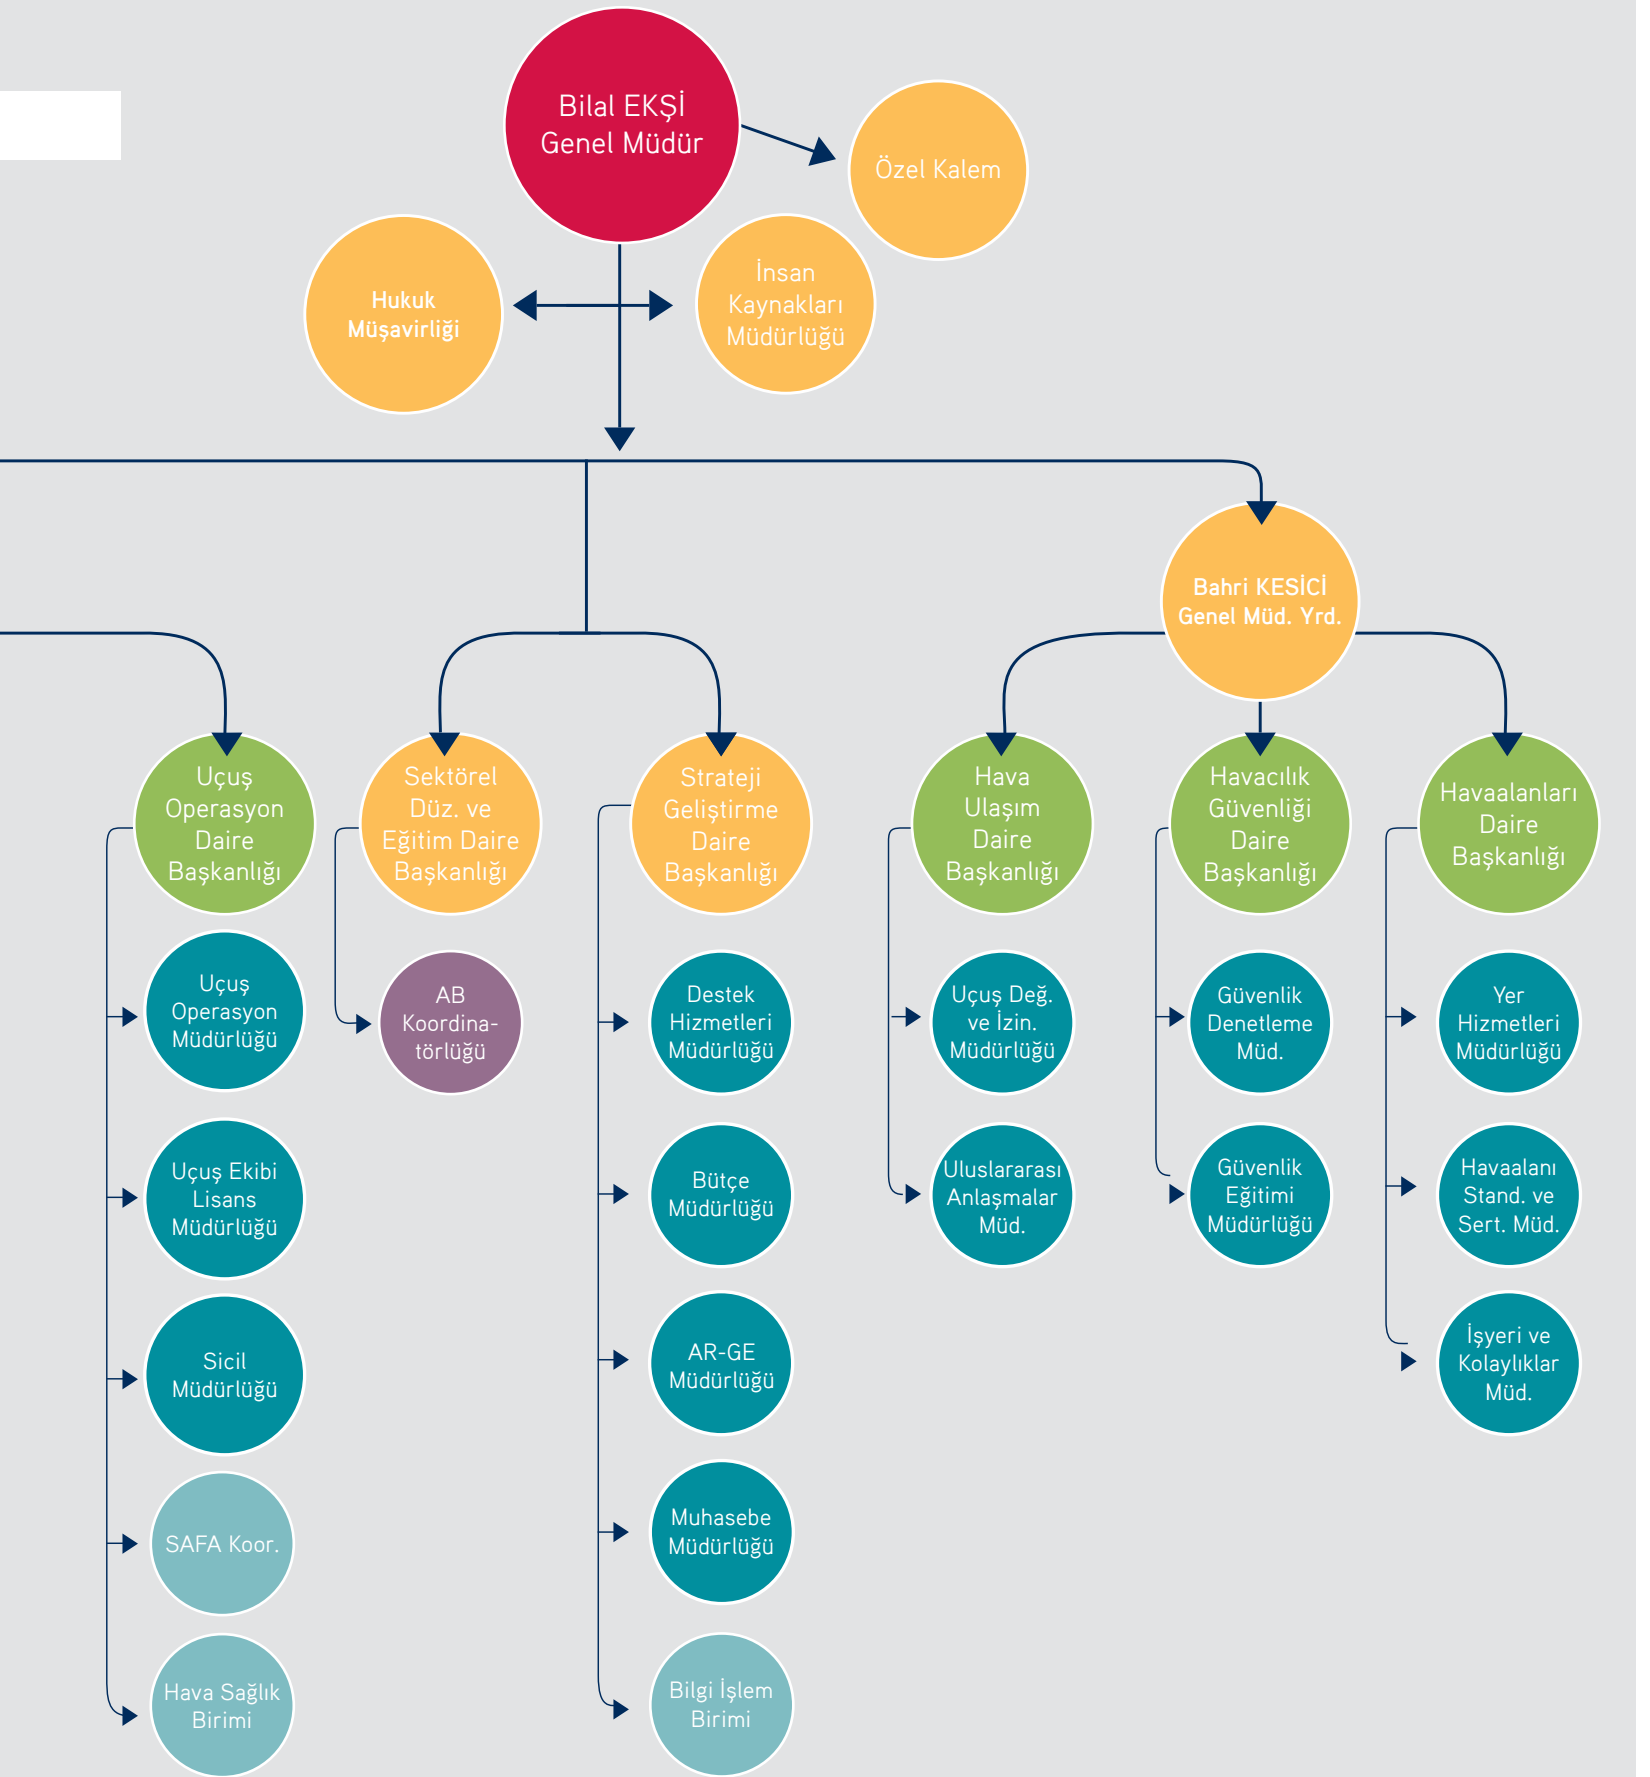 Bilal EKŞİ
Genel Müdür
Özel Kalem
Hukuk
Müşavirliği
İnsan
Kaynakları
Müdürlüğü
Bahri KESİCİ
Genel Müd. Yrd.
Uçuş
Operasyon
Daire
Başkanlığı
Sektörel
Düz. ve
Eğitim Daire
Başkanlığı
Strateji
Geliştirme
Daire
Başkanlığı
Hava
Ulaşım
Daire
Başkanlığı
Havacılık
Güvenliği
Daire
Başkanlığı
Havaalanları
Daire
Başkanlığı
Uçuş
Operasyon
Müdürlüğü
AB
Koordina-
törlüğü
Destek
Hizmetleri
Müdürlüğü
Uçuş Değ.
ve İzin.
Müdürlüğü
Güvenlik
Denetleme
Müd.
Yer
Hizmetleri
Müdürlüğü
Uçuş Ekibi
Lisans
Müdürlüğü
Bütçe
Müdürlüğü
Uluslararası
Anlaşmalar
Müd.
Güvenlik
Eğitimi
Müdürlüğü
Havaalanı
Stand. ve
Sert. Müd.
Sicil
Müdürlüğü
AR-GE
Müdürlüğü
İşyeri ve
Kolaylıklar
Müd.
SAFA Koor.
Muhasebe
Müdürlüğü
Hava Sağlık
Birimi
Bilgi İşlem
Birimi